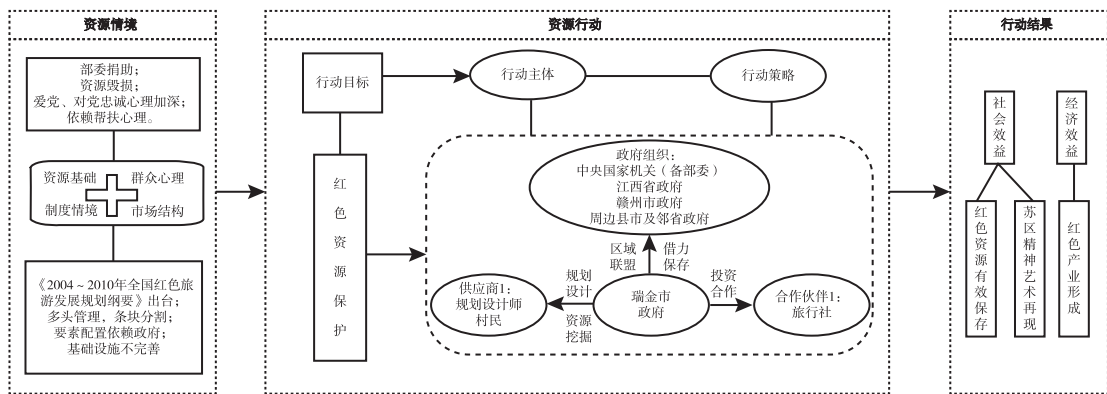 资源情境
部委捐助；
资源毁损；
爱党、对党忠诚心理加深；
依赖帮扶心理。
资源基础
群众心理
制度情境
市场结构
《2004～2010年全国红色旅
游发展规划纲要》出台；
多头管理，条块分割；
要素配置依赖政府；
基础设施不完善
资源行动
行动目标
行动主体
行动策略
红色资源保护
政府组织：
中央国家机关（备部委）
江西省政府
赣州市政府
周边县市及邻省政府
区域
联盟
借力
保存
供应商1：
规划设计师
村民
规划
设计
资源
挖掘
瑞金市
政府
投资
合作
合作伙伴1：
旅行社
行动结果
社会效益
经济效益
红色资源有效保存
苏区精神艺术再现
红色产业形成